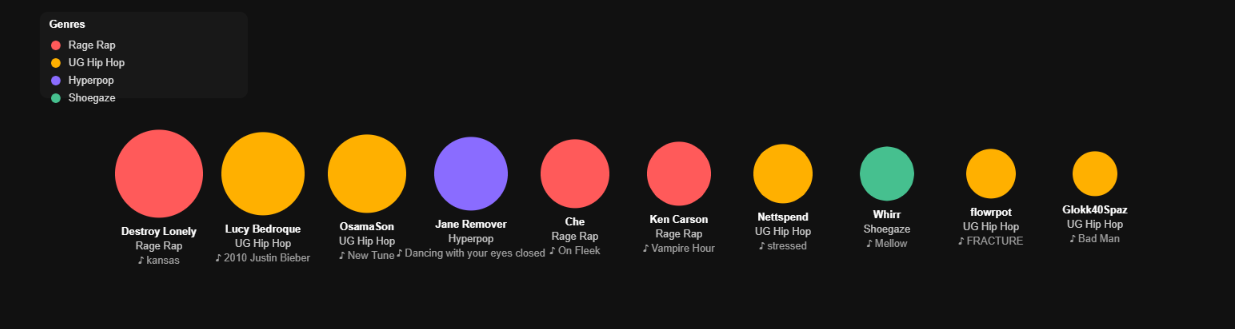 Genres
Rage Rap
UG Hip Hop
Hyperpop
Shoegaze
Destroy Lonely
Rage Rap
♪ kansas
Lucy Bedroque
UG Hip Hop
♪ 2010 Justin Bieber
OsamaSon
UG Hip Hop
♪ New Tune
Jane Remover
Hyperpop
♪ Dancing with your eyes closed
Che
Rage Rap
♪ On Fleek
Ken Carson
Rage Rap
♪ Vampire Hour
Nettspend
UG Hip Hop
♪ stressed
Whirr
Shoegaze
♪ Mellow
flowrpot
UG Hip Hop
♪ FRACTURE
Glokk40Spaz
UG Hip Hop
♪ Bad Man